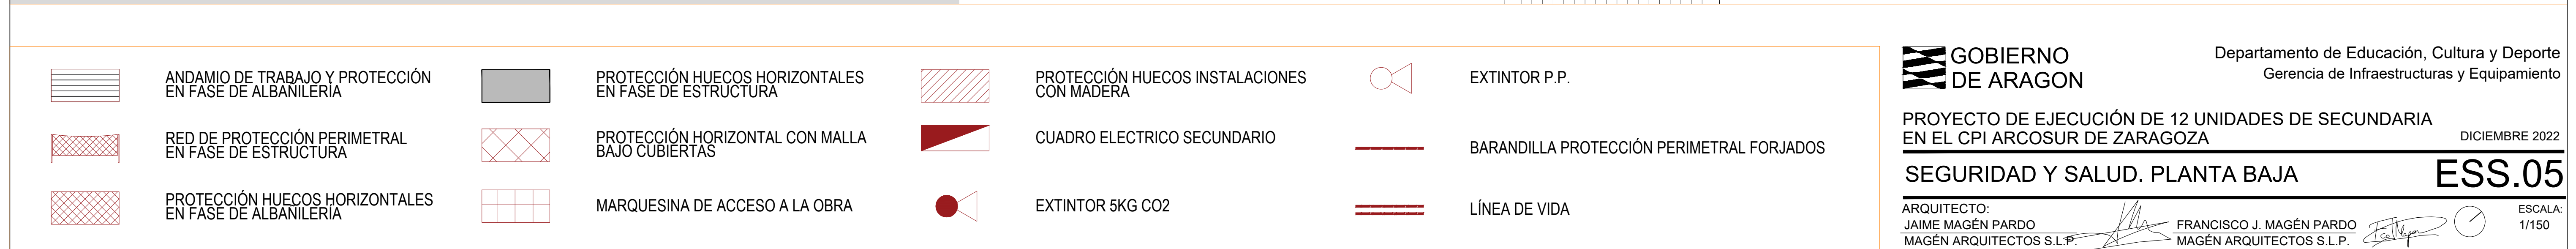 ANDAMIO DE TRABAJO Y PROTECCIÓN
EN FASE DE ALBAÑILERÍA
RED DE PROTECCIÓN PERIMETRAL
EN FASE DE ESTRUCTURA
PROTECCIÓN HUECOS HORIZONTALES
EN FASE DE ALBAÑILERÍA
PROTECCIÓN HUECOS HORIZONTALES
EN FASE DE ESTRUCTURA
PROTECCIÓN HORIZONTAL CON MALLA
BAJO CUBIERTAS
MARQUESINA DE ACCESO A LA OBRA
PROTECCIÓN HUECOS INSTALACIONES
CON MADERA
CUADRO ELECTRICO SECUNDARIO
EXTINTOR 5KG CO2
EXTINTOR P.P.
BARANDILLA PROTECCIÓN PERIMETRAL FORJADOS
LÍNEA DE VIDA
GOBIERNO
DE ARAGON
Departamento de Educación, Cultura y Deporte
Gerencia de Infraestructuras y Equipamiento
PROYECTO DE EJECUCIÓN DE 12 UNIDADES DE SECUNDARIA
EN EL CPI ARCOSUR DE ZARAGOZA
DICIEMBRE 2022
SEGURIDAD Y SALUD. PLANTA BAJA
ESS.05
ARQUITECTO:
JAIME MAGÉN PARDO
MAGÉN ARQUITECTOS S.L.P.
FRANCISCO J. MAGÉN PARDO
MAGÉN ARQUITECTOS S.L.P.
ESCALA:
1/150